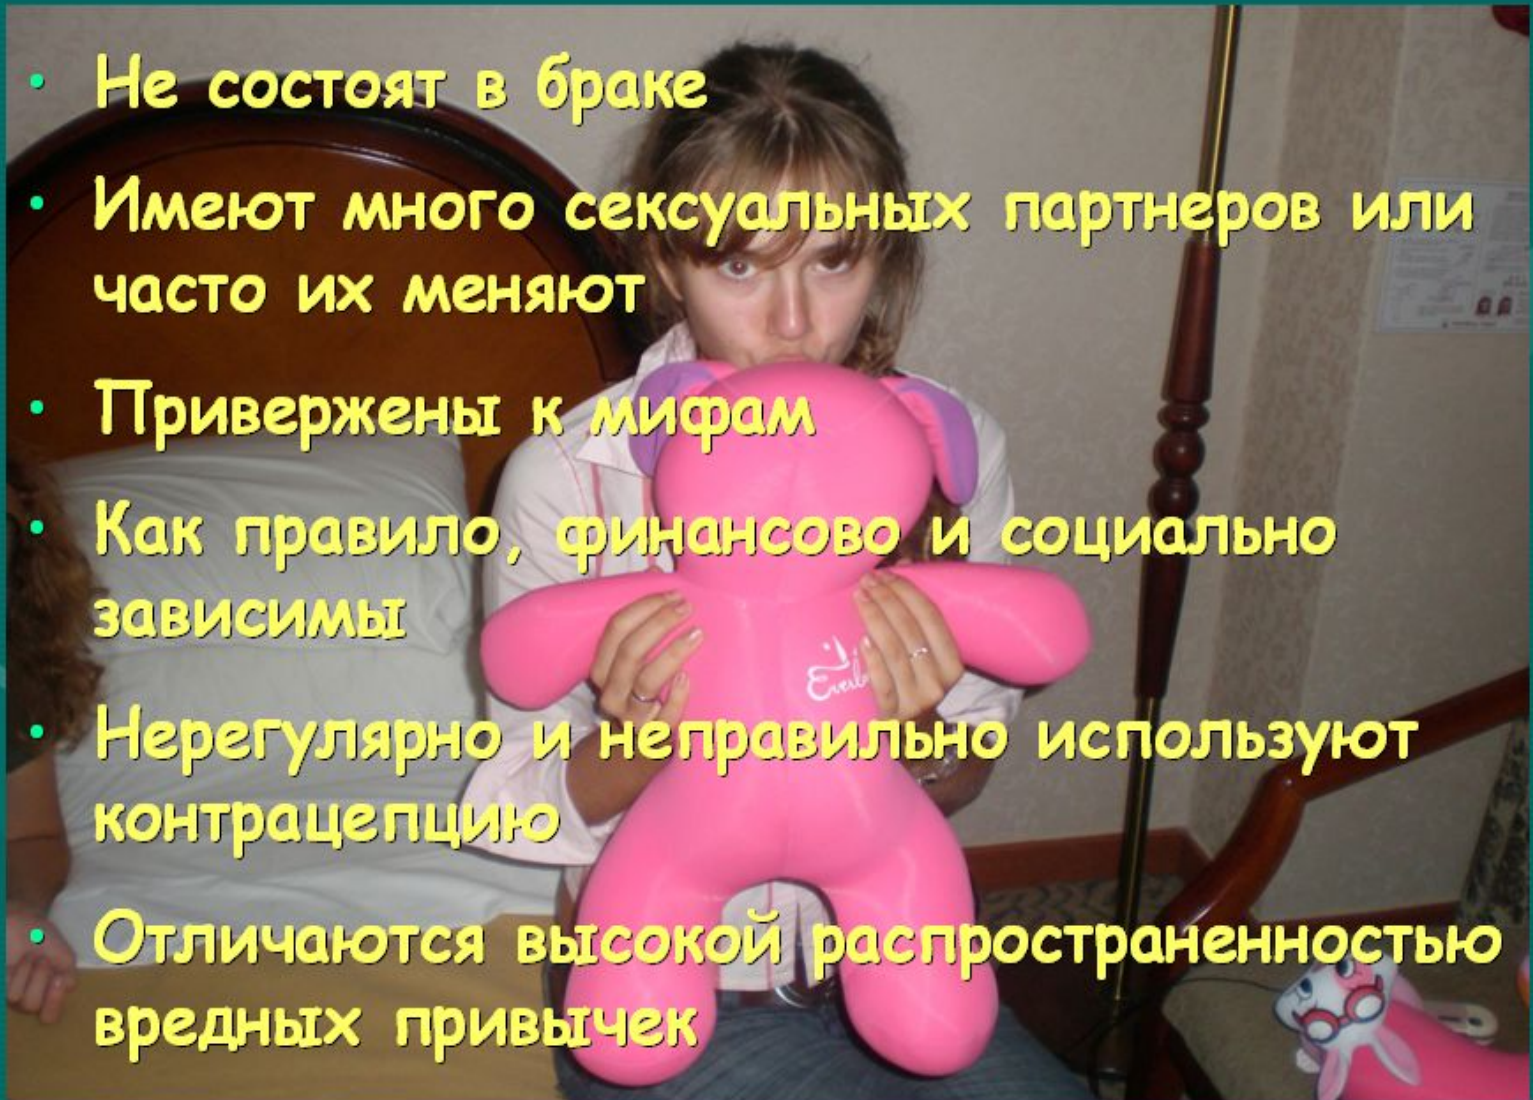 • Не состоят в браке
• Имеют много сексуальных партнеров или
часто их меняют
• Привержены к мифам
• Как правило, финансово и социально
зависимы
• Нерегулярно и неправильно используют
контрацепцию
• Отличаются высокой распространенностью
вредных привычек